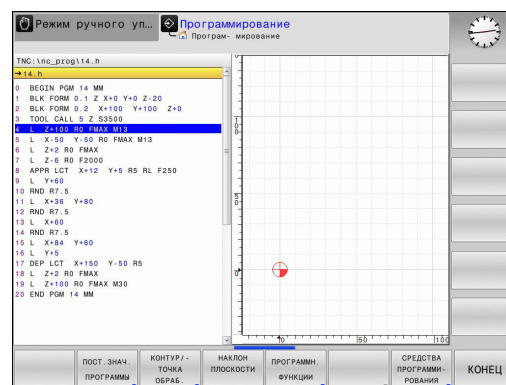 Режим ручного уп... Программирование
Програм- мирование
TNC:\nc_prog\14.h
→14.h
0 BEGIN PGM 14 MM
1 BLK FORM 0.1 Z X+0 Y+0 Z-20
2 BLK FORM 0.2 X+100 Y+100 Z+0
3 TOOL CALL 5 Z S3500
4 L Z+100 R0 FMAX M13
5 L X-50 Y-50 R0 FMAX M13
6 L Z+2 R0 FMAX
7 L Z-6 R0 F2000
8 APPR LCT X+12 Y+5 R5 RL F250
9 L Y+60
10 RND R7.5
11 L X+36 Y+80
12 RND R7.5
13 L X+60
14 RND R7.5
15 L X+84 Y+60
16 L Y+5
17 DEP LCT X+150 Y-50 R5
18 L Z+2 R0 FMAX
19 L Z+100 R0 FMAX M30
20 END PGM 14 MM
100
50
0
0
50
100
ПОСТ.ЗНАЧ. ПРОГРАММЫ
КОНТУР/- ТОЧКА ОБРАБ.
НАКЛОН ПЛОСКОСТИ
ПРОГРАММН. ФУНКЦИИ
СРЕДСТВА ПРОГРАММИ- РОВАНИЯ
КОНЕЦ